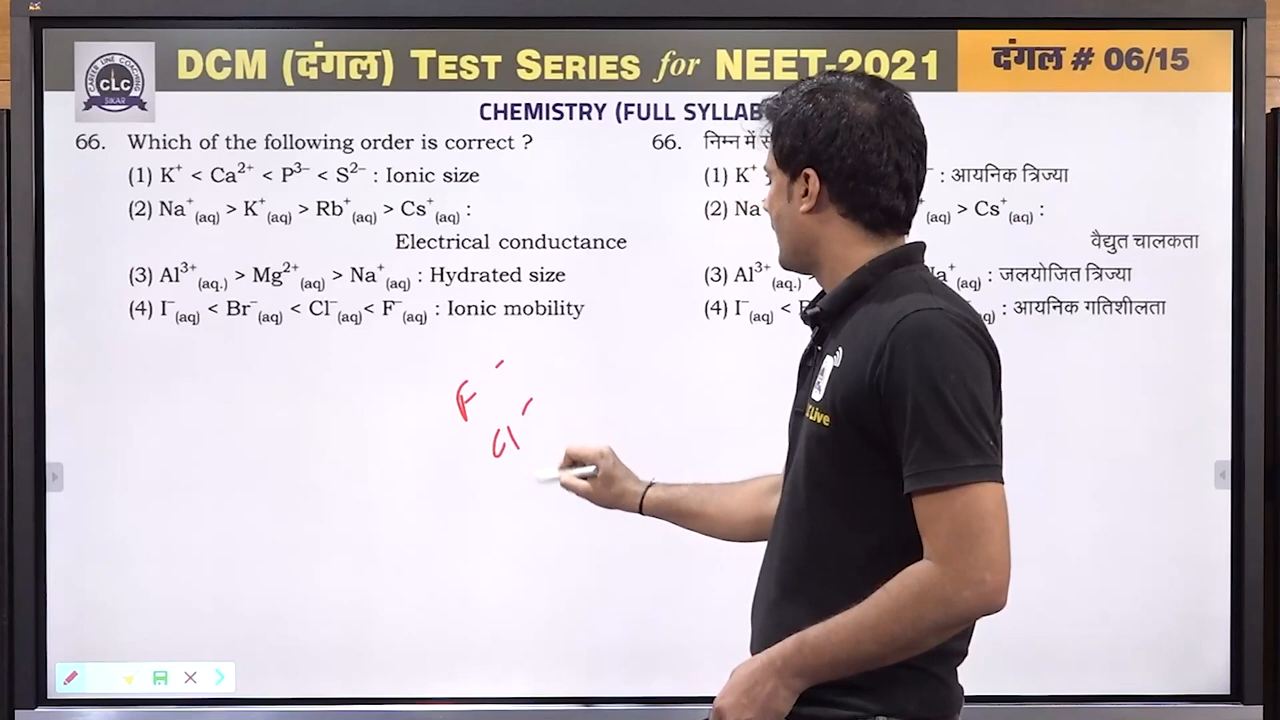 DCM (दंगल) TEST SERIES for NEET-2021
दंगल # 06/15
CAREER LINE COACHING
CLC
SIKAR
CHEMISTRY (FULL SYLLAB
66. Which of the following order is correct ?
(1) K⁺ < Ca²⁺ < P³⁻ < S²⁻ : Ionic size
(2) Na⁺(aq) > K⁺(aq) > Rb⁺(aq) > Cs⁺(aq) :
Electrical conductance
(3) Al³⁺(aq.) > Mg²⁺(aq) > Na⁺(aq) : Hydrated size
(4) I⁻(aq) < Br⁻(aq) < Cl⁻(aq) < F⁻(aq) : Ionic mobility
66. निम्न में
(1) K⁺ ⁻ : आयनिक त्रिज्या
(2) Na ⁺(aq) > Cs⁺(aq) :
वैद्युत चालकता
(3) Al³⁺(aq.) > a⁺(aq) : जलयोजित त्रिज्या
(4) I⁻(aq) < aq) : आयनिक गतिशीलता
F⁻
Cl⁻
Live